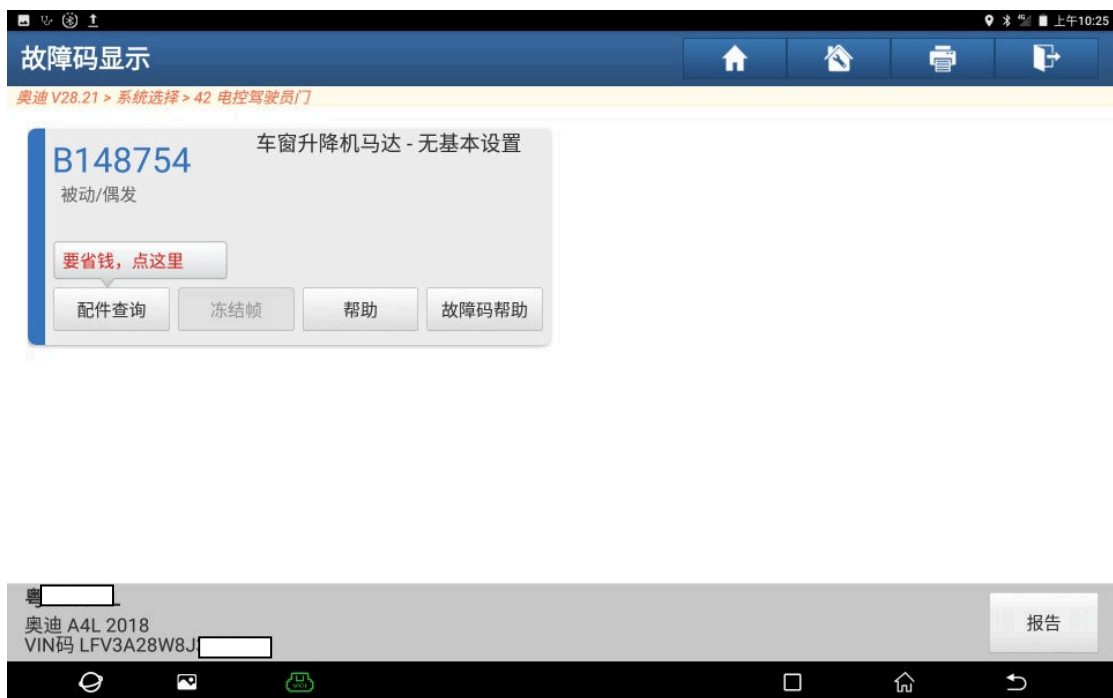 上午10:25
故障码显示
奥迪 V28.21 > 系统选择 > 42 电控驾驶员门
B148754
车窗升降机马达 - 无基本设置
被动/偶发
要省钱，点这里
配件查询
冻结帧
帮助
故障码帮助
粤
奥迪 A4L 2018
VIN码 LFV3A28W8J
报告